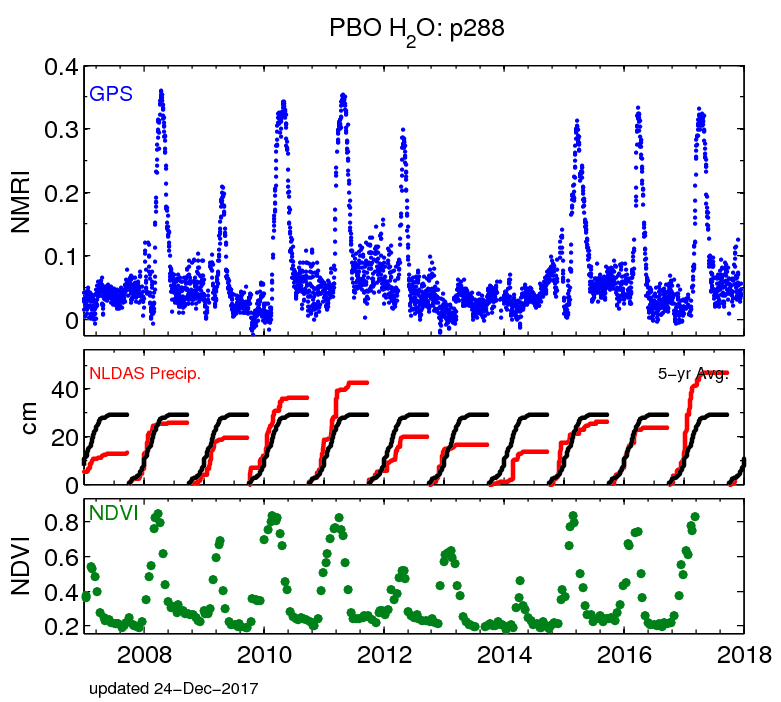 PBO H2O: p288
0.4
GPS
0.3
NMRI
0.2
0.1
0
NLDAS Precip.
5−yr Avg.
40
cm
20
0
NDVI
0.8
NDVI
0.6
0.4
0.2
2008 2010 2012 2014 2016 2018
updated 24−Dec−2017